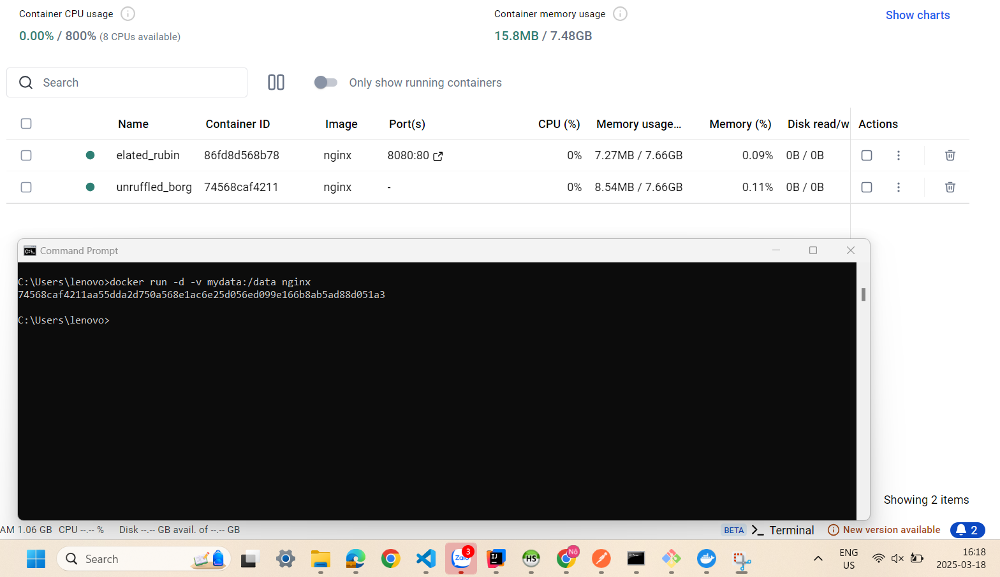 Container CPU usage
0.00% / 800% (8 CPUs available)
Container memory usage
15.8MB / 7.48GB
Show charts
Search
Only show running containers
Name Container ID Image Port(s) CPU (%) Memory usage... Memory (%) Disk read/w Actions
elated_rubin 86fd8d568b78 nginx 8080:80 0% 7.27MB / 7.66GB 0.09% 0B / 0B
unruffled_borg 74568caf4211 nginx - 0% 8.54MB / 7.66GB 0.11% 0B / 0B
Command Prompt
C:\Users\lenovo>docker run -d -v mydata:/data nginx
74568caf4211aa55dda2d750a568e1ac6e25d056ed099e166b8ab5ad88d051a3
C:\Users\lenovo>
Showing 2 items
AM 1.06 GB CPU --.-- % Disk --.-- GB avail. of --.-- GB
BETA Terminal New version available 2
Search
Zalo 3
IJ
HS
Nô
ENG
US
16:18
2025-03-18